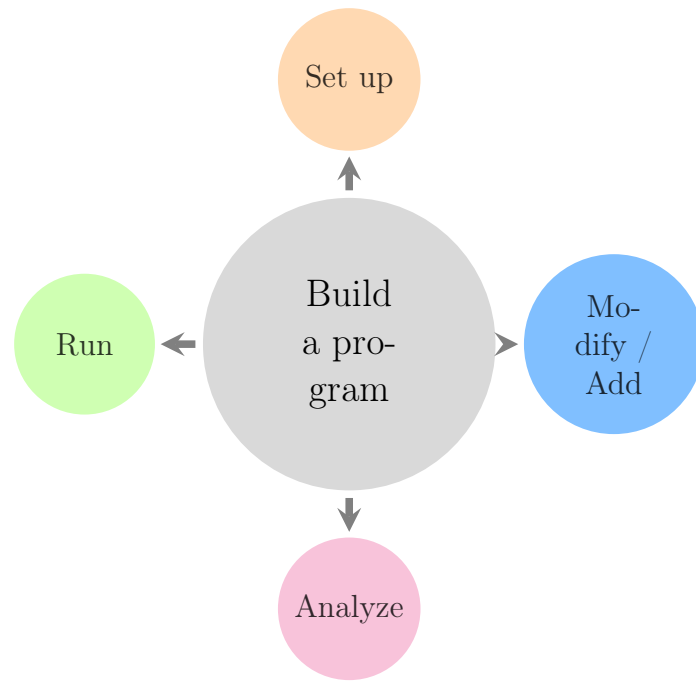 Set up
Build
a pro-
gram
Run
Mo-
dify /
Add
Analyze